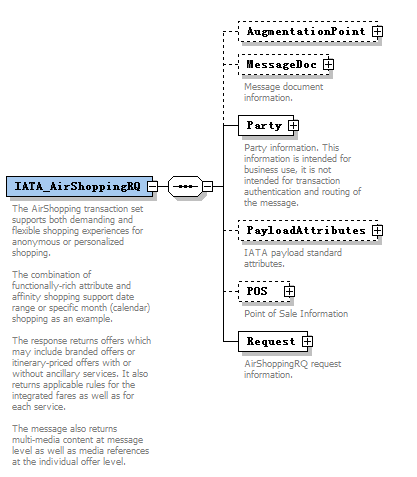 AugmentationPoint
MessageDoc
Message document
information.
Party
Party information. This
information is intended for
business use, it is not
intended for transaction
authentication and routing of
the message.
IATA_AirShoppingRQ
The AirShopping transaction set
supports both demanding and
flexible shopping experiences for
anonymous or personalized
shopping.
The combination of
functionally-rich attribute and
affinity shopping support date
range or specific month (calendar)
shopping as an example.
The response returns offers which
may include branded offers or
itinerary-priced offers with or
without ancillary services. It also
returns applicable rules for the
integrated fares as well as for
each service.
The message also returns
multi-media content at message
level as well as media references
at the individual offer level.
PayloadAttributes
IATA payload standard
attributes.
POS
Point of Sale Information
Request
AirShoppingRQ request
information.